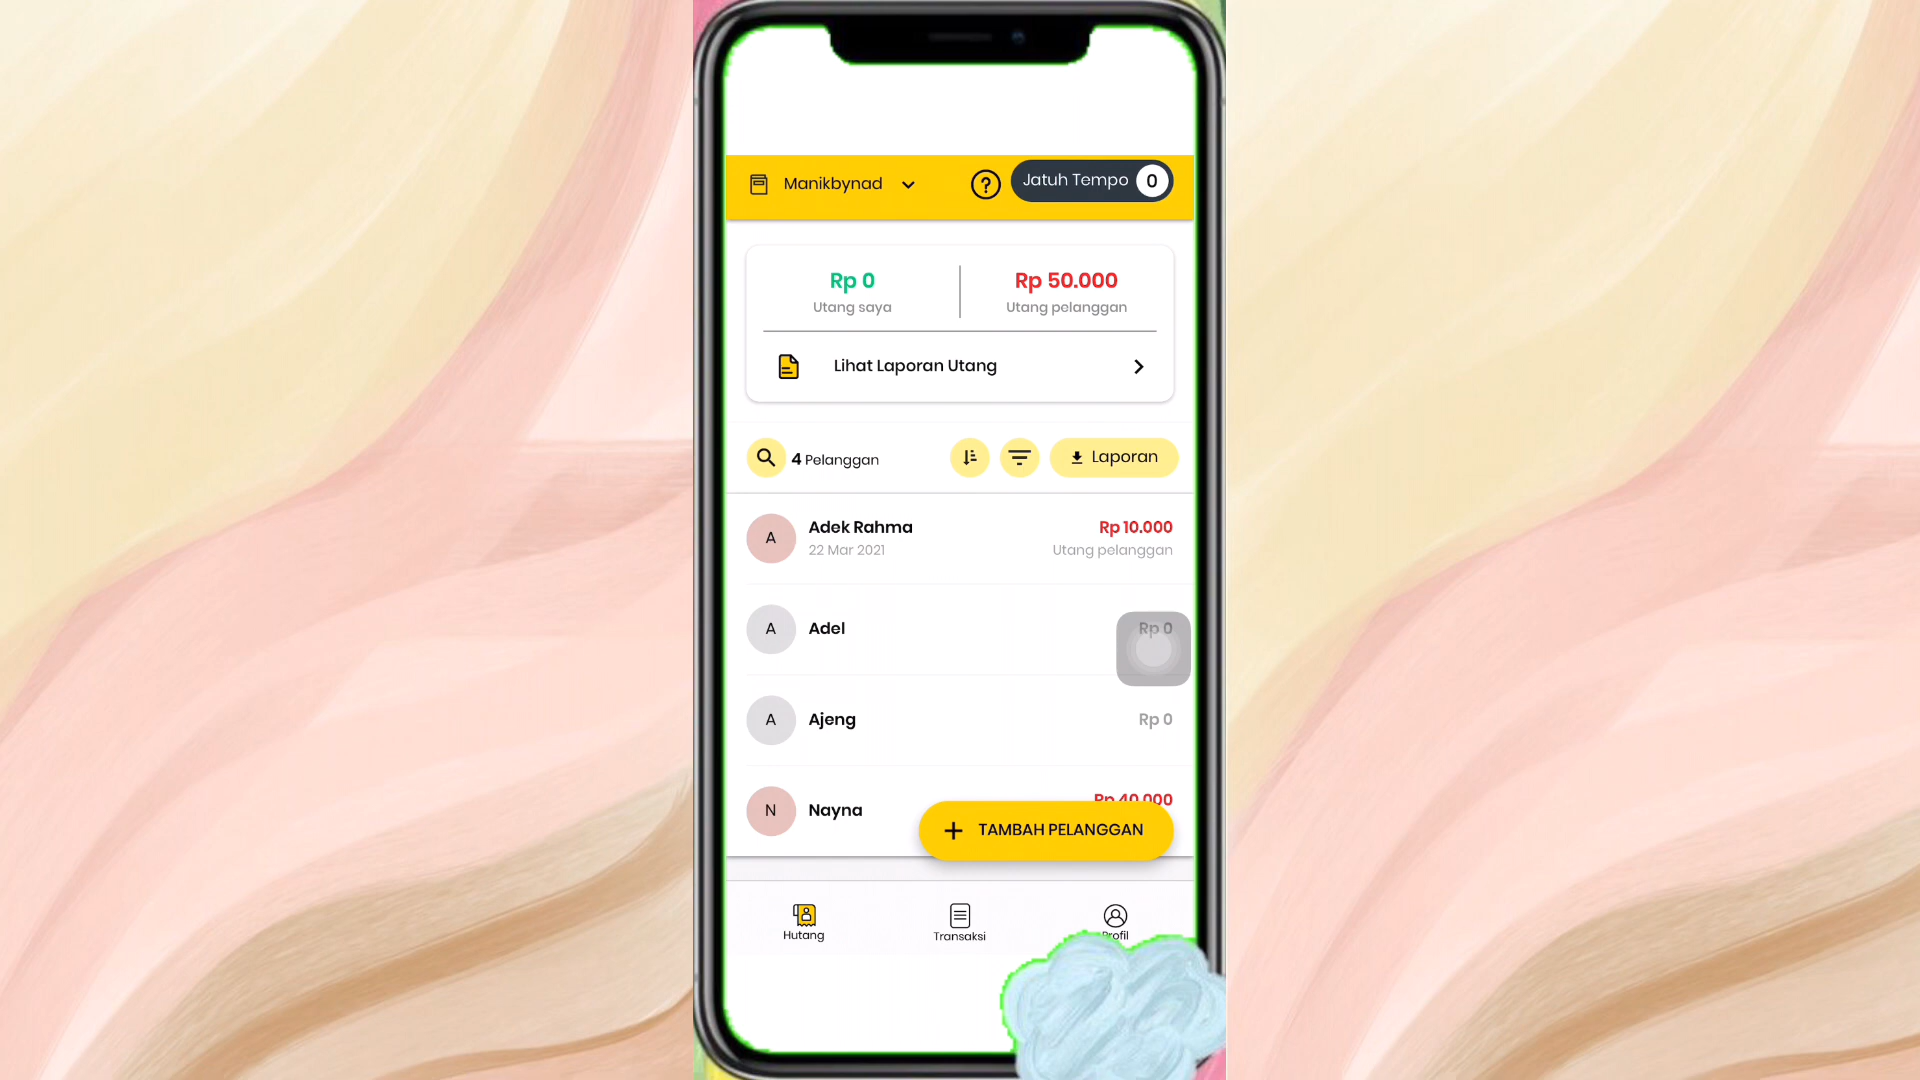 Manikbynad
Jatuh Tempo 0
Rp 0
Utang saya
Rp 50.000
Utang pelanggan
Lihat Laporan Utang
4 Pelanggan
Laporan
A
Adek Rahma
22 Mar 2021
Rp 10.000
Utang pelanggan
A
Adel
Rp 0
A
Ajeng
Rp 0
N
Nayna
Rp 40.000
TAMBAH PELANGGAN
Hutang
Transaksi
Profil